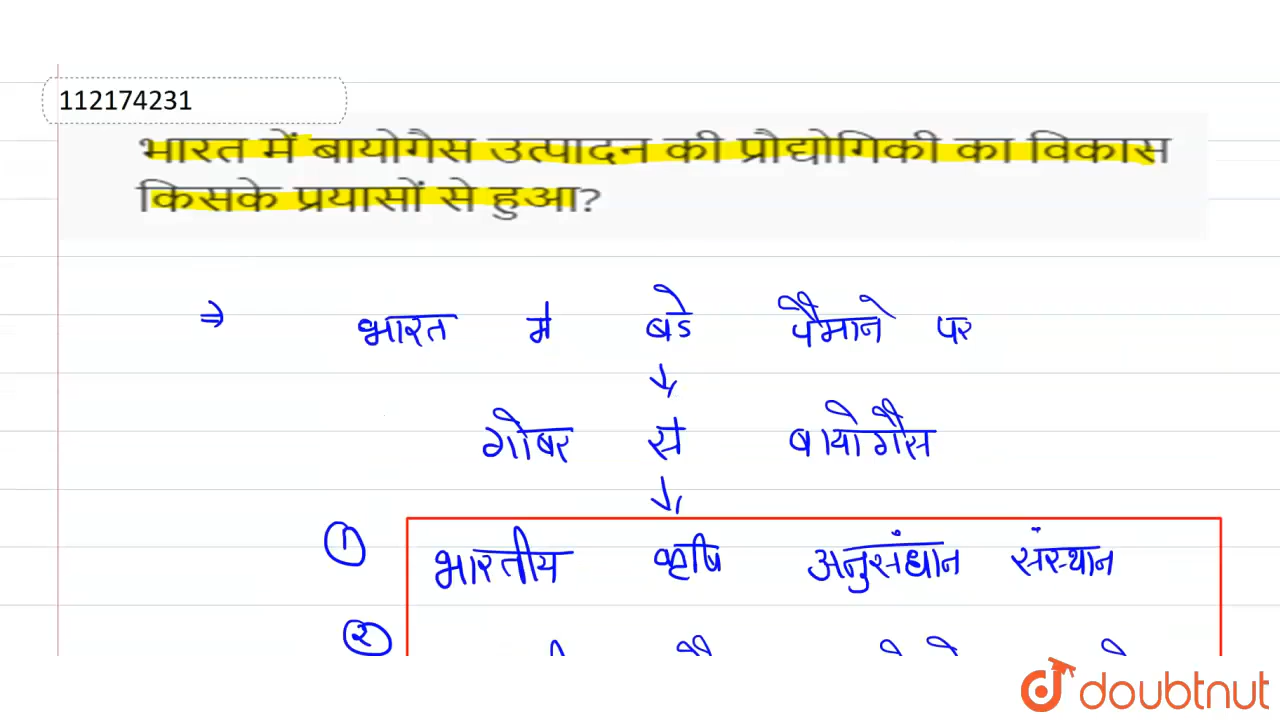 112174231
भारत में बायोगैस उत्पादन की प्रौद्योगिकी का विकास
किसके प्रयासों से हुआ?
⇒ भारत में बडे पैमाने पर
↓
गोबर से बायोगैस
↓
① भारतीय कृषि अनुसंधान संस्थान
②
doubtnut